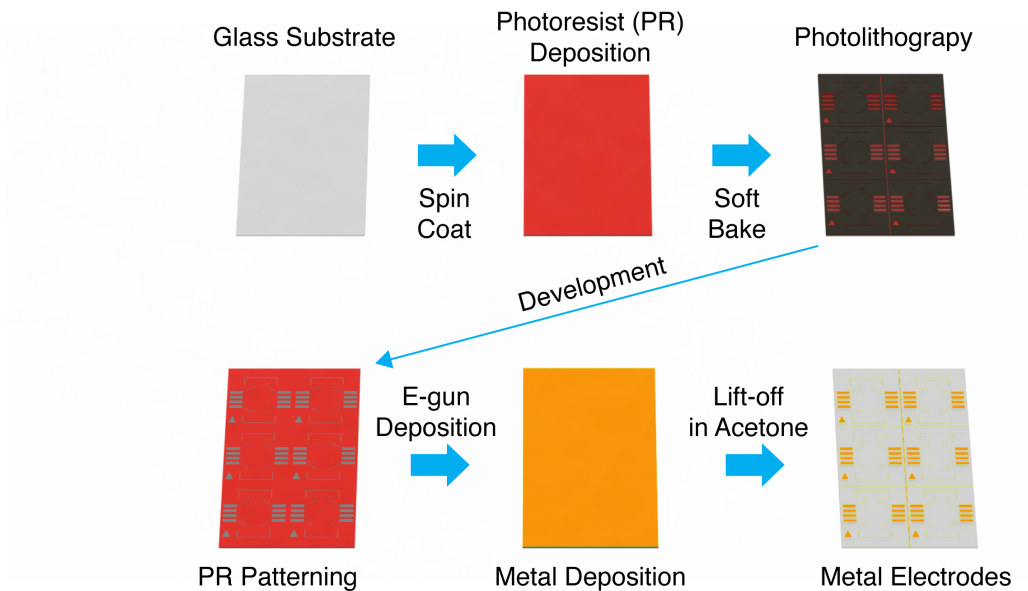 Glass Substrate
Photoresist (PR)
Deposition
Photolithograpy
Spin
Coat
Soft
Bake
Development
E-gun
Deposition
Lift-off
in Acetone
PR Patterning
Metal Deposition
Metal Electrodes